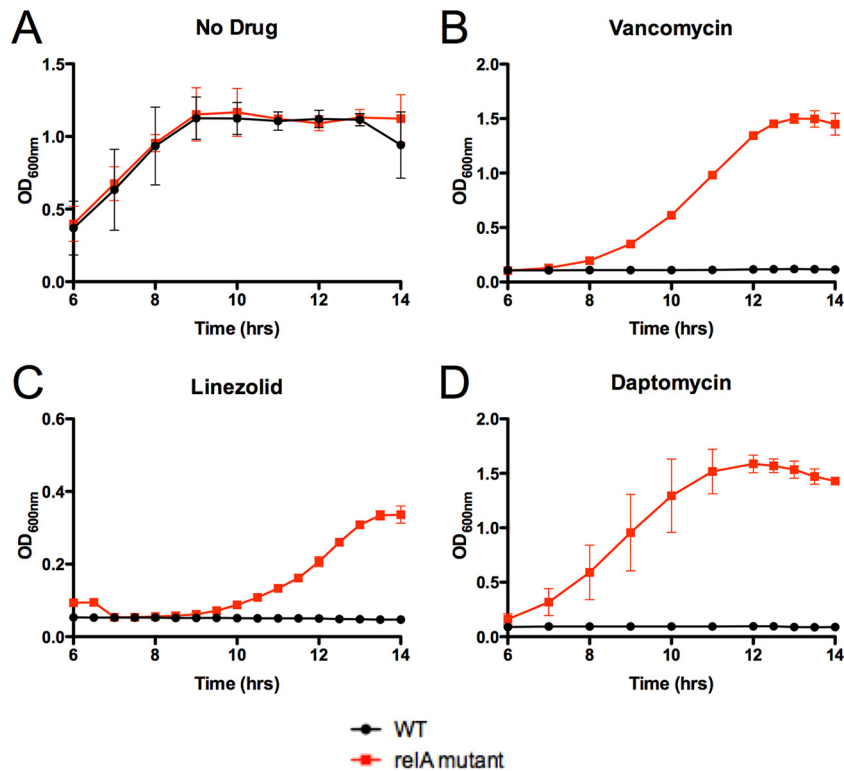 A
No Drug
OD600nm
1.5
1.0
0.5
0.0
6 8 10 12 14
Time (hrs)
B
Vancomycin
OD600nm
2.0
1.5
1.0
0.5
0.0
6 8 10 12 14
Time (hrs)
C
Linezolid
OD600nm
0.6
0.4
0.2
0.0
6 8 10 12 14
Time (hrs)
D
Daptomycin
OD600nm
2.0
1.5
1.0
0.5
0.0
6 8 10 12 14
Time (hrs)
WT
relA mutant